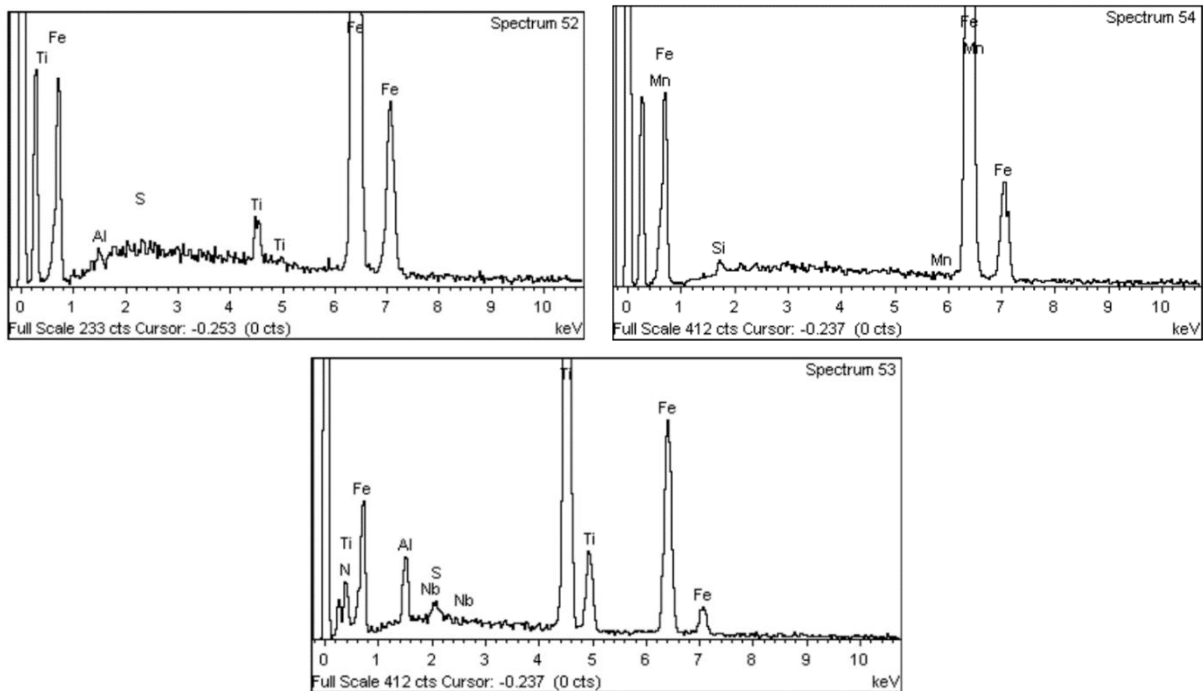 Spectrum 52
Fe
Fe
Ti
Fe
S
Al
Ti
Ti
0 1 2 3 4 5 6 7 8 9 10
Full Scale 233 cts Cursor: -0.253 (0 cts)
keV
Spectrum 54
Fe
Mn
Fe
Mn
Fe
Si
Mn
0 1 2 3 4 5 6 7 8 9 10
Full Scale 412 cts Cursor: -0.237 (0 cts)
keV
Spectrum 53
Ti
Fe
Fe
Ti
Al
Ti
N
S
Nb
Nb
Fe
0 1 2 3 4 5 6 7 8 9 10
Full Scale 412 cts Cursor: -0.237 (0 cts)
keV